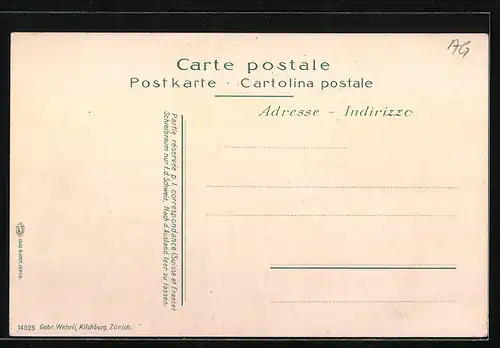 AG
Carte postale
Postkarte · Cartolina postale
Adresse - Indirizzo
Partie réservée p. l. correspondance (Suisse et France)
Schreibraum nur f. d. Schweiz. Nach d. Ausland leer zu lassen.
14025 Gebr. Wehrli, Kilchberg, Zürich.